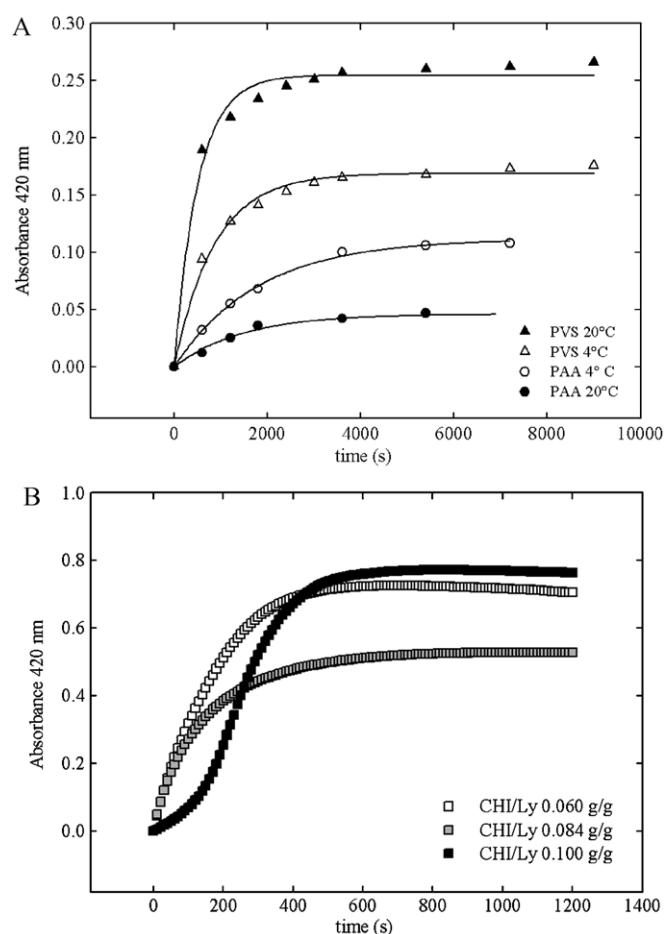 A
0.30
0.25
0.20
0.15
0.10
0.05
0.00
Absorbance 420 nm
PVS 20°C
PVS 4°C
PAA 4° C
PAA 20°C
0 2000 4000 6000 8000 10000
time (s)
B
1.0
0.8
0.6
0.4
0.2
0.0
Absorbance 420 nm
CHI/Ly 0.060 g/g
CHI/Ly 0.084 g/g
CHI/Ly 0.100 g/g
0 200 400 600 800 1000 1200 1400
time (s)